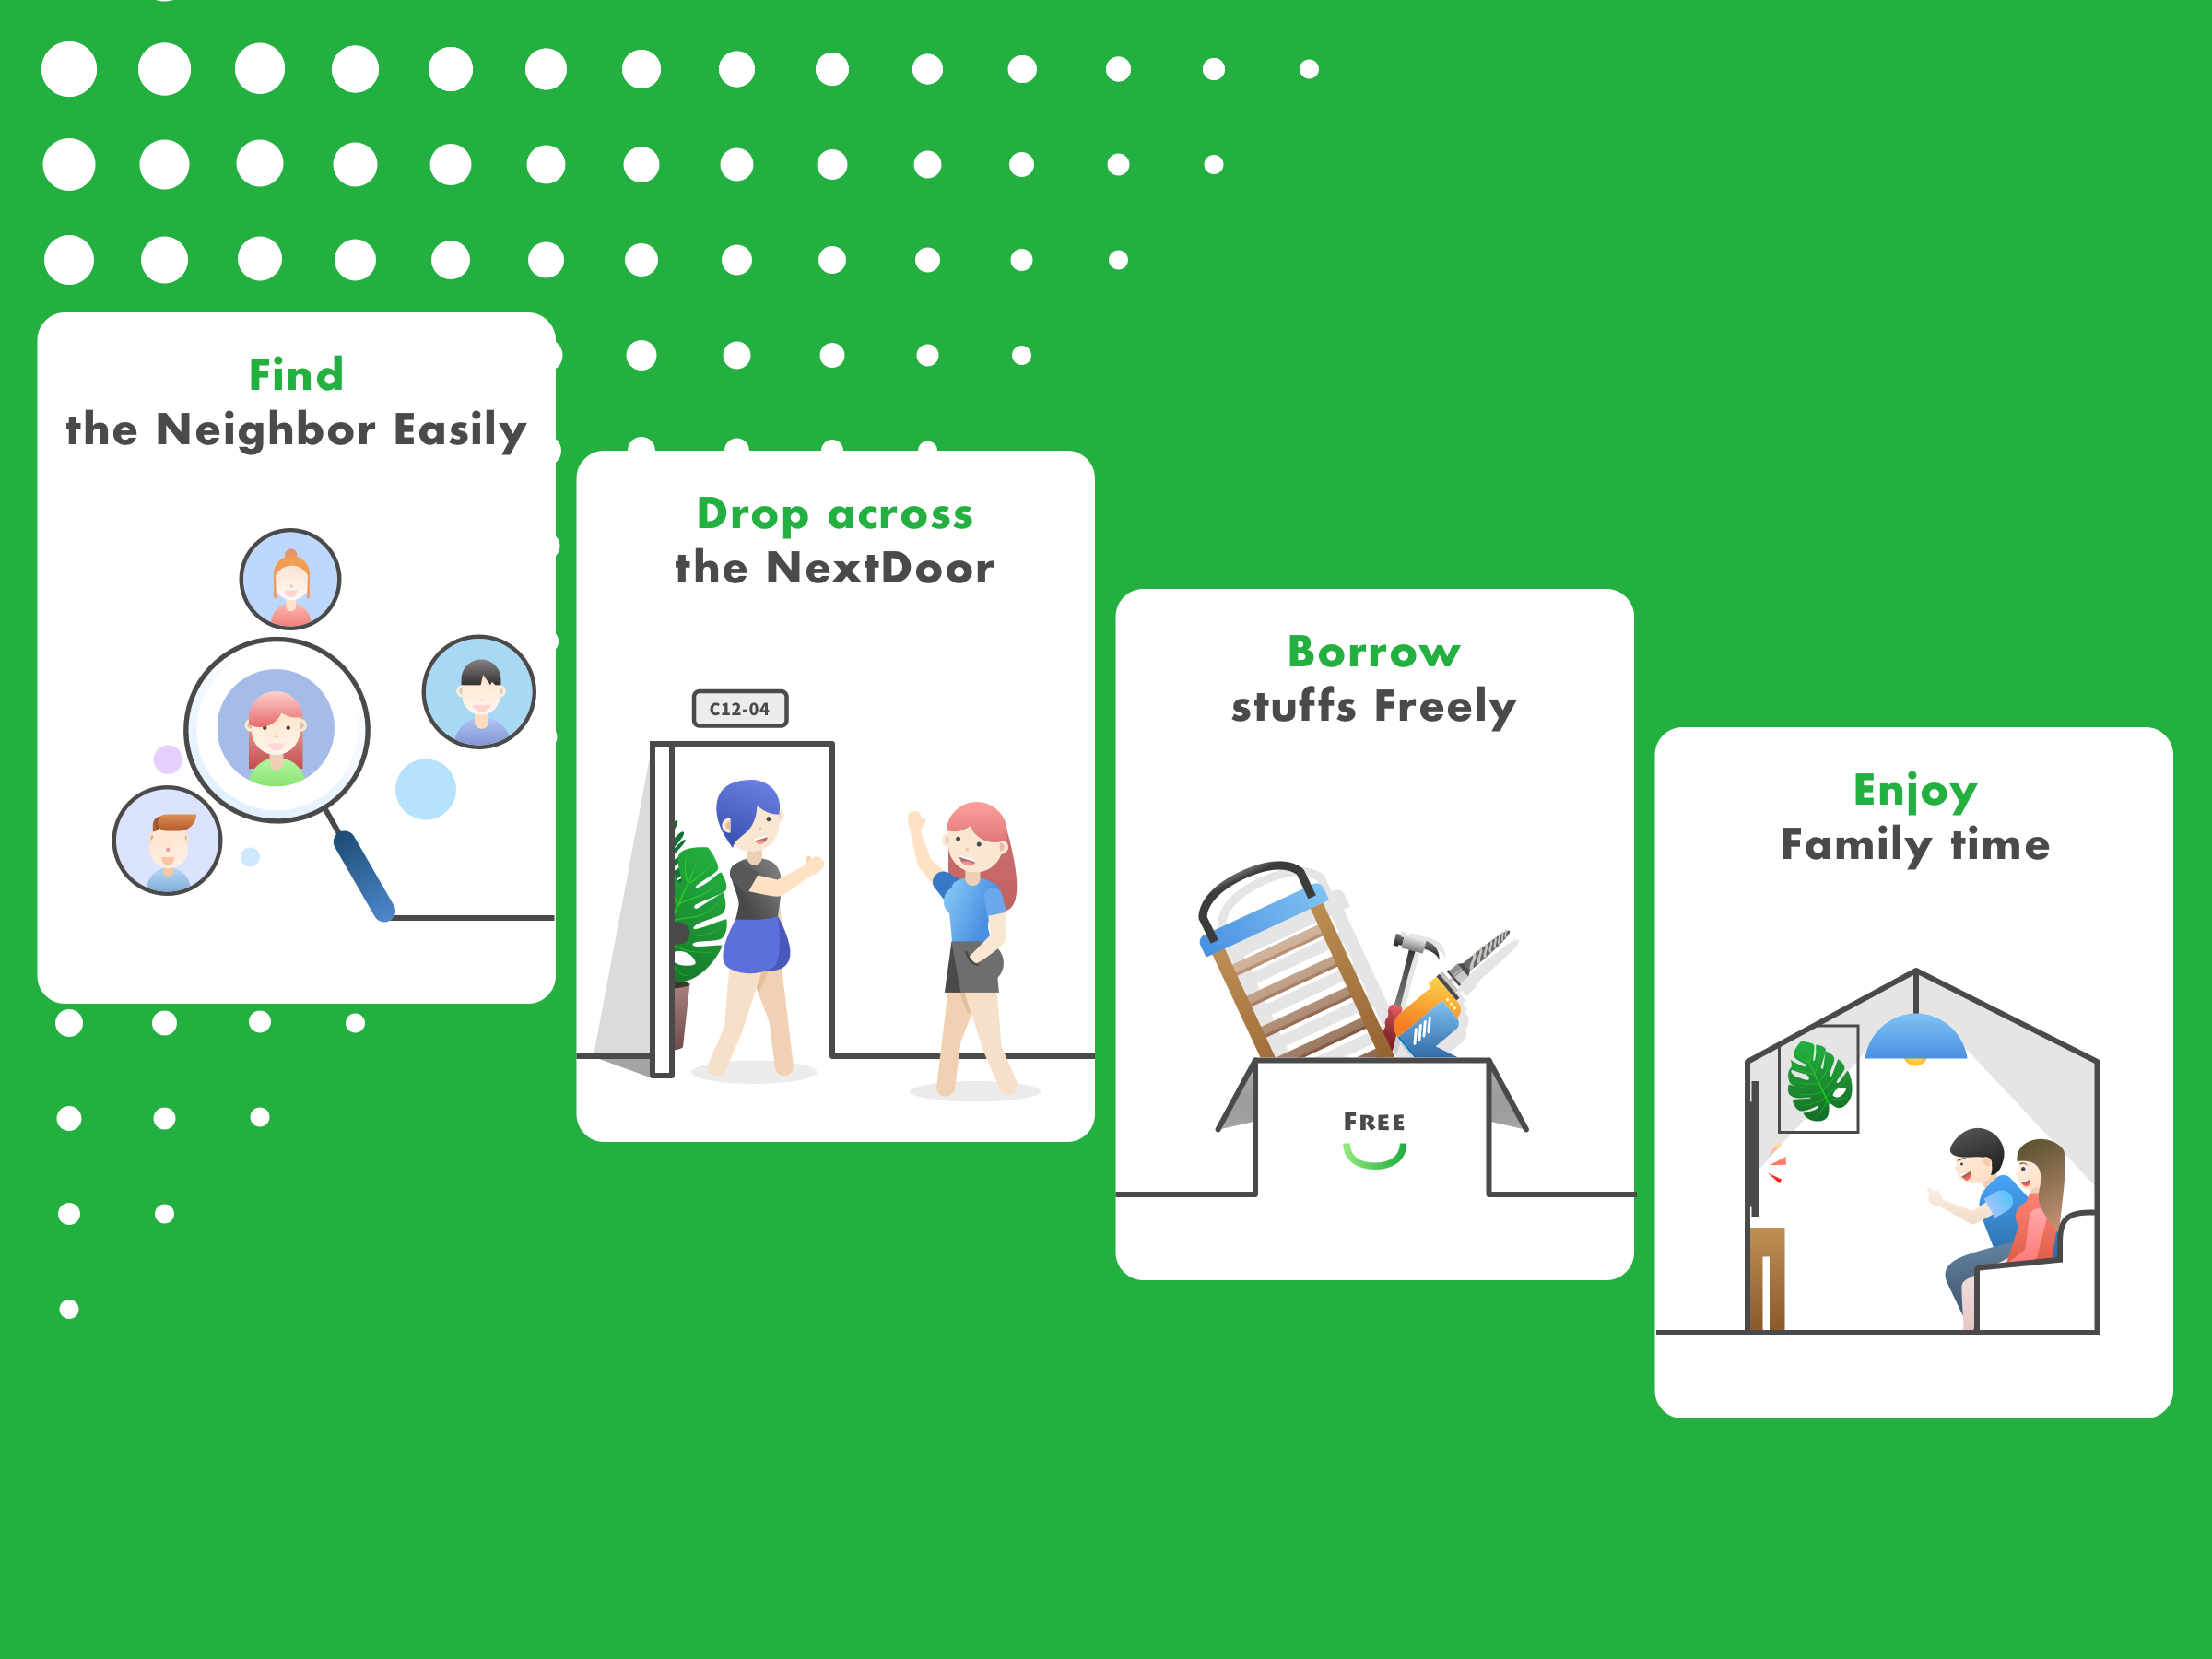 Find
the Neighbor Easily
Drop across
the NextDoor
C12-04
Borrow
stuffs Freely
FREE
Enjoy
Family time